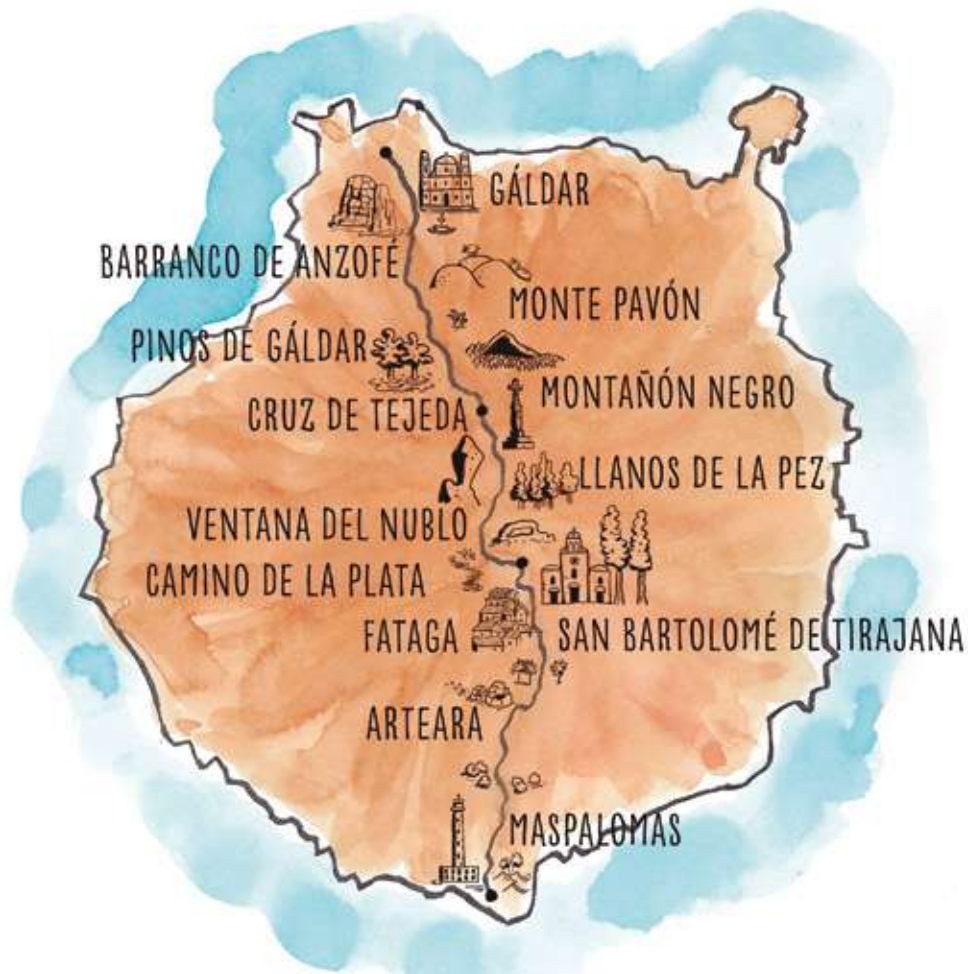 GÁLDAR
BARRANCO DE ANZOFÉ
MONTE PAVÓN
PINOS DE GÁLDAR
MONTAÑÓN NEGRO
CRUZ DE TEJEDA
LLANOS DE LA PEZ
VENTANA DEL NUBLO
CAMINO DE LA PLATA
FATAGA
SAN BARTOLOMÉ DE TIRAJANA
ARTEARA
MASPALOMAS